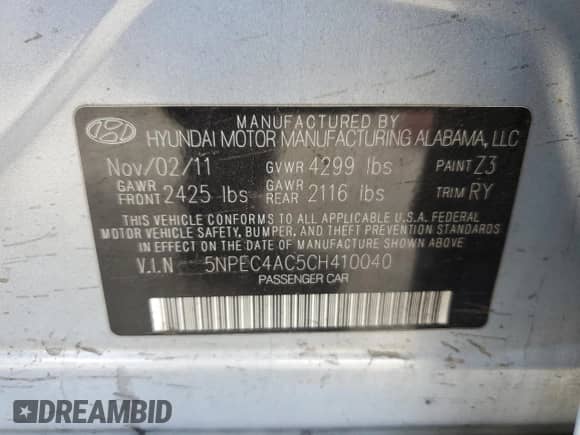 MANUFACTURED BY
HYUNDAI MOTOR MANUFACTURING ALABAMA, LLC
Nov/02/11 GVWR 4299 lbs PAINT Z3
GAWR FRONT 2425 lbs GAWR REAR 2116 lbs TRIM RY
THIS VEHICLE CONFORMS TO ALL APPLICABLE U.S.A. FEDERAL
MOTOR VEHICLE SAFETY, BUMPER, AND THEFT PREVENTION STANDARDS
IN EFFECT ON THE DATE OF MANUFACTURE SHOWN ABOVE.
V.I.N 5NPEC4AC5CH410040
PASSENGER CAR
DREAMBID